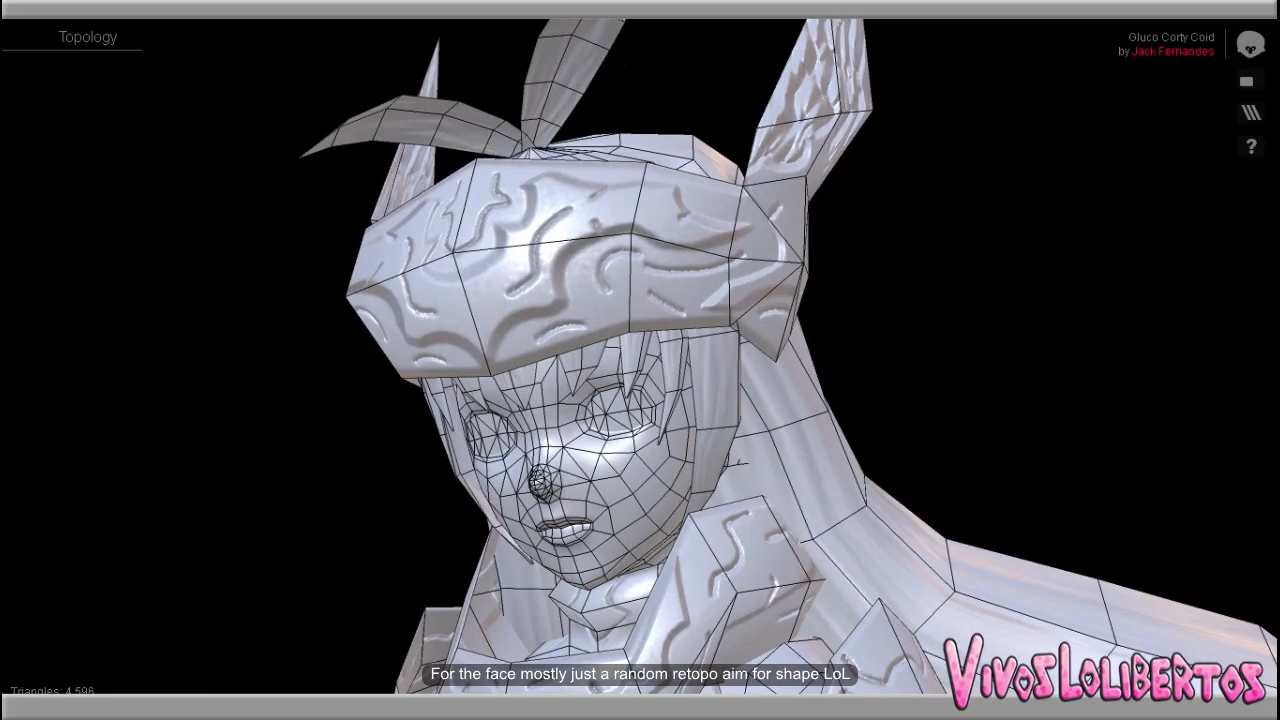 Topology
Gluco Corty Coid
by Jack Fernandes
?
For the face mostly just a random retopo aim for shape LoL
VIVOSLOLIBERTOS
Triangles: 4,596